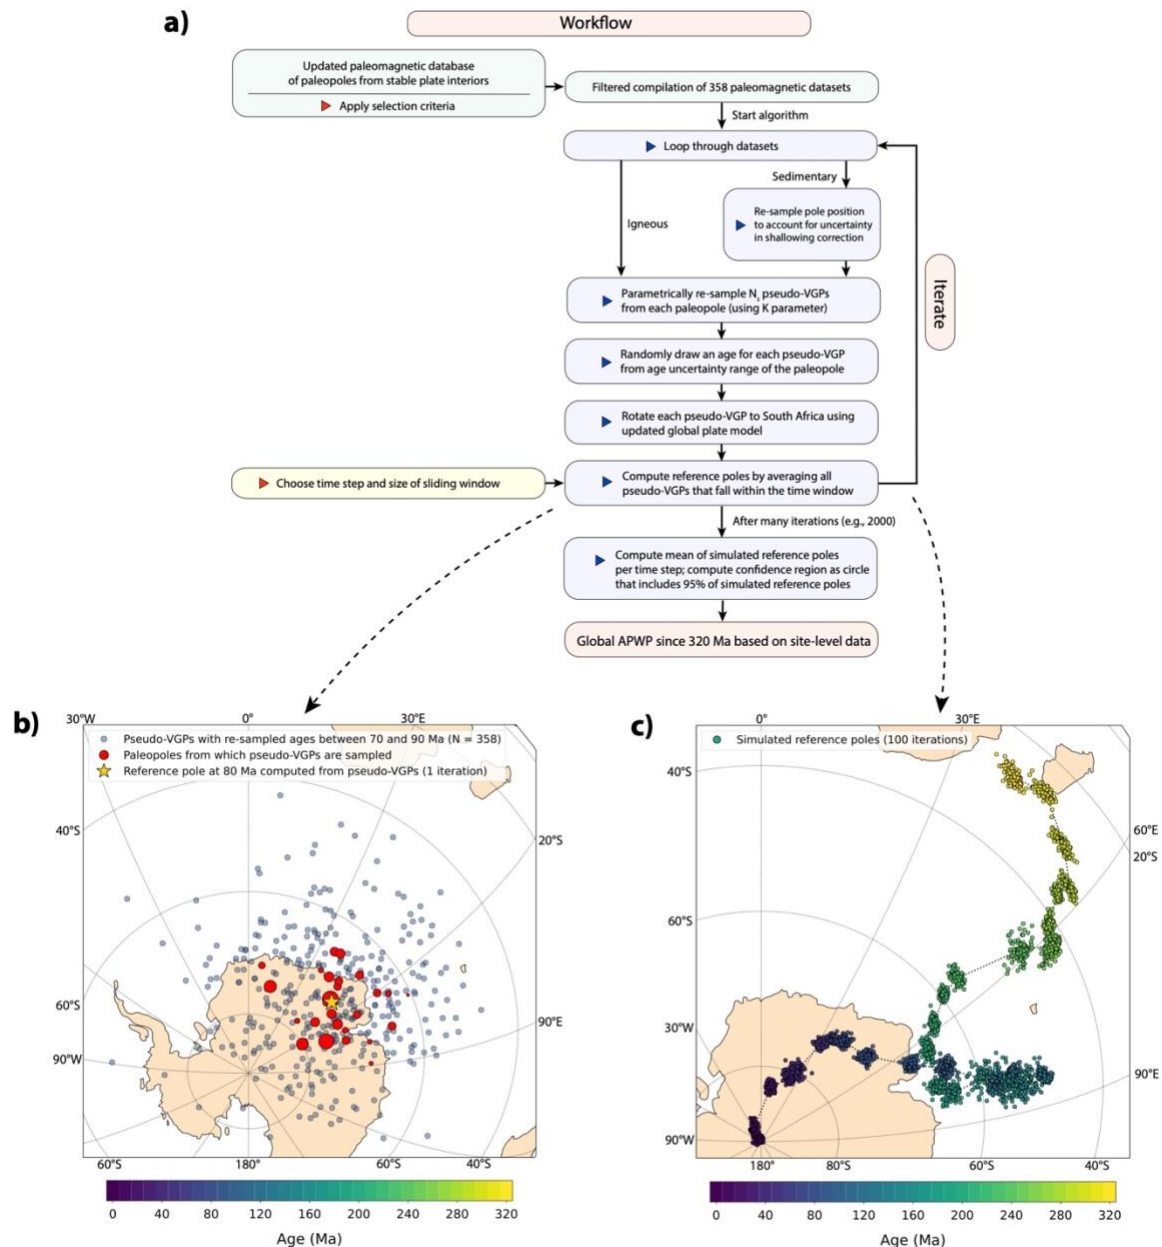 a)
Workflow
Updated paleomagnetic database
of paleopoles from stable plate interiors
Apply selection criteria
Filtered compilation of 358 paleomagnetic datasets
Start algorithm
Loop through datasets
Sedimentary
Igneous
Re-sample pole position
to account for uncertainty
in shallowing correction
Iterate
Parametrically re-sample Ni pseudo-VGPs
from each paleopole (using K parameter)
Randomly draw an age for each pseudo-VGP
from age uncertainty range of the paleopole
Rotate each pseudo-VGP to South Africa using
updated global plate model
Choose time step and size of sliding window
Compute reference poles by averaging all
pseudo-VGPs that fall within the time window
After many iterations (e.g., 2000)
Compute mean of simulated reference poles
per time step; compute confidence region as circle
that includes 95% of simulated reference poles
Global APWP since 320 Ma based on site-level data
b)
30°W 0° 30°E
Pseudo-VGPs with re-sampled ages between 70 and 90 Ma (N = 358)
Paleopoles from which pseudo-VGPs are sampled
Reference pole at 80 Ma computed from pseudo-VGPs (1 iteration)
40°S
20°S
60°S
90°E
90°W
60°S 180° 60°S 40°S
0 40 80 120 160 200 240 280 320
Age (Ma)
c)
0° 30°E
Simulated reference poles (100 iterations)
40°S
60°E
20°S
60°S
30°W
90°E
90°W
180° 80°S 60°S 40°S
0 40 80 120 160 200 240 280 320
Age (Ma)